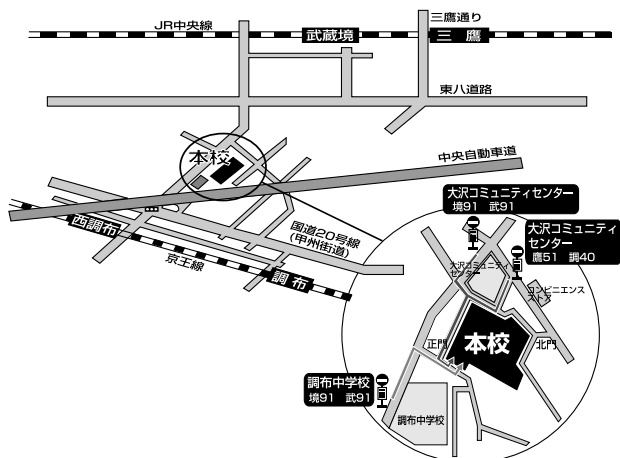 JR中央線
三鷹通り
武蔵境
三鷹
東八道路
本校
中央自動車道
国道20号線
(甲州街道)
西調布
京王線
調布
大沢コミュニティセンター
境91 武91
大沢コミュニティ
センター
鷹51 調40
大沢コミュニティ
センター
コンビニエンス
ストア
正門
本校
北門
調布中学校
境91 武91
調布中学校